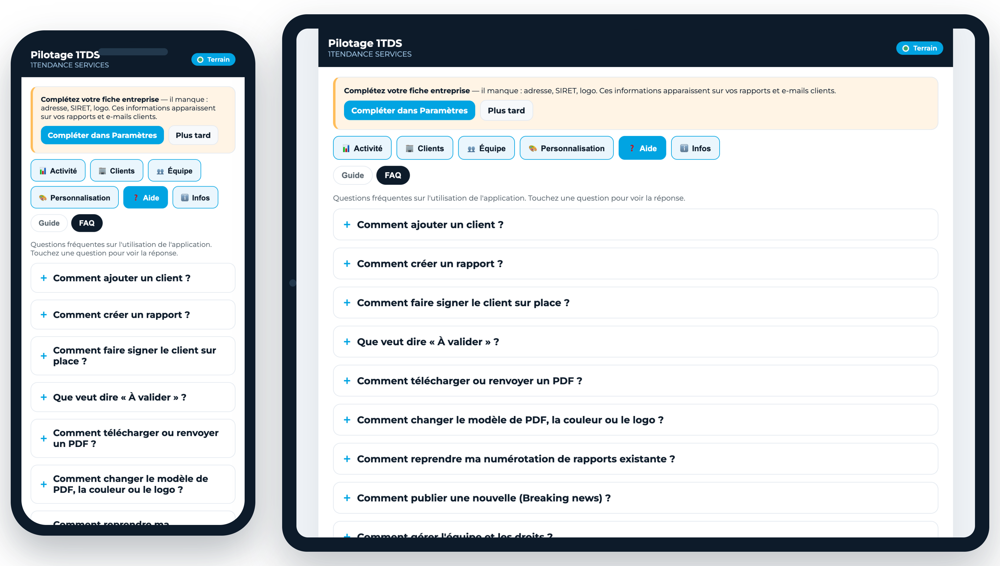 Pilotage 1TDS
1TENDANCE SERVICES
Terrain
Complétez votre fiche entreprise — il manque :
adresse, SIRET, logo. Ces informations apparaissent
sur vos rapports et e-mails clients.
Compléter dans Paramètres
Plus tard
Activité
Clients
Équipe
Personnalisation
Aide
Infos
Guide
FAQ
Questions fréquentes sur l'utilisation de l'application.
Touchez une question pour voir la réponse.
+ Comment ajouter un client ?
+ Comment créer un rapport ?
+ Comment faire signer le client sur
place ?
+ Que veut dire « À valider » ?
+ Comment télécharger ou renvoyer
un PDF ?
+ Comment changer le modèle de
PDF, la couleur ou le logo ?
Comment reprendre ma
Pilotage 1TDS
1TENDANCE SERVICES
Terrain
Complétez votre fiche entreprise — il manque : adresse, SIRET, logo. Ces informations apparaissent sur vos rapports et e-mails clients.
Compléter dans Paramètres
Plus tard
Activité
Clients
Équipe
Personnalisation
Aide
Infos
Guide
FAQ
Questions fréquentes sur l'utilisation de l'application. Touchez une question pour voir la réponse.
+ Comment ajouter un client ?
+ Comment créer un rapport ?
+ Comment faire signer le client sur place ?
+ Que veut dire « À valider » ?
+ Comment télécharger ou renvoyer un PDF ?
+ Comment changer le modèle de PDF, la couleur ou le logo ?
+ Comment reprendre ma numérotation de rapports existante ?
+ Comment publier une nouvelle (Breaking news) ?
+ Comment gérer l'équipe et les droits ?